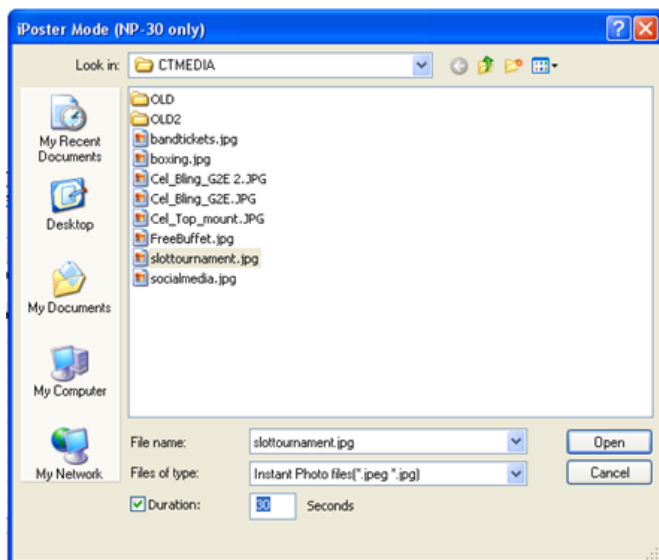 iPoster Mode (NP-30 only)
Look in: CTMEDIA
My Recent Documents
Desktop
My Documents
My Computer
My Network
OLD
OLD2
bandtickets.jpg
boxing.jpg
Cel_Bling_G2E 2.JPG
Cel_Bling_G2E.JPG
Cel_Top_mount.JPG
FreeBuffet.jpg
slottournament.jpg
socialmedia.jpg
File name: slottournament.jpg Open
Files of type: Instant Photo files(*.jpeg *.jpg) Cancel
Duration: 30 Seconds